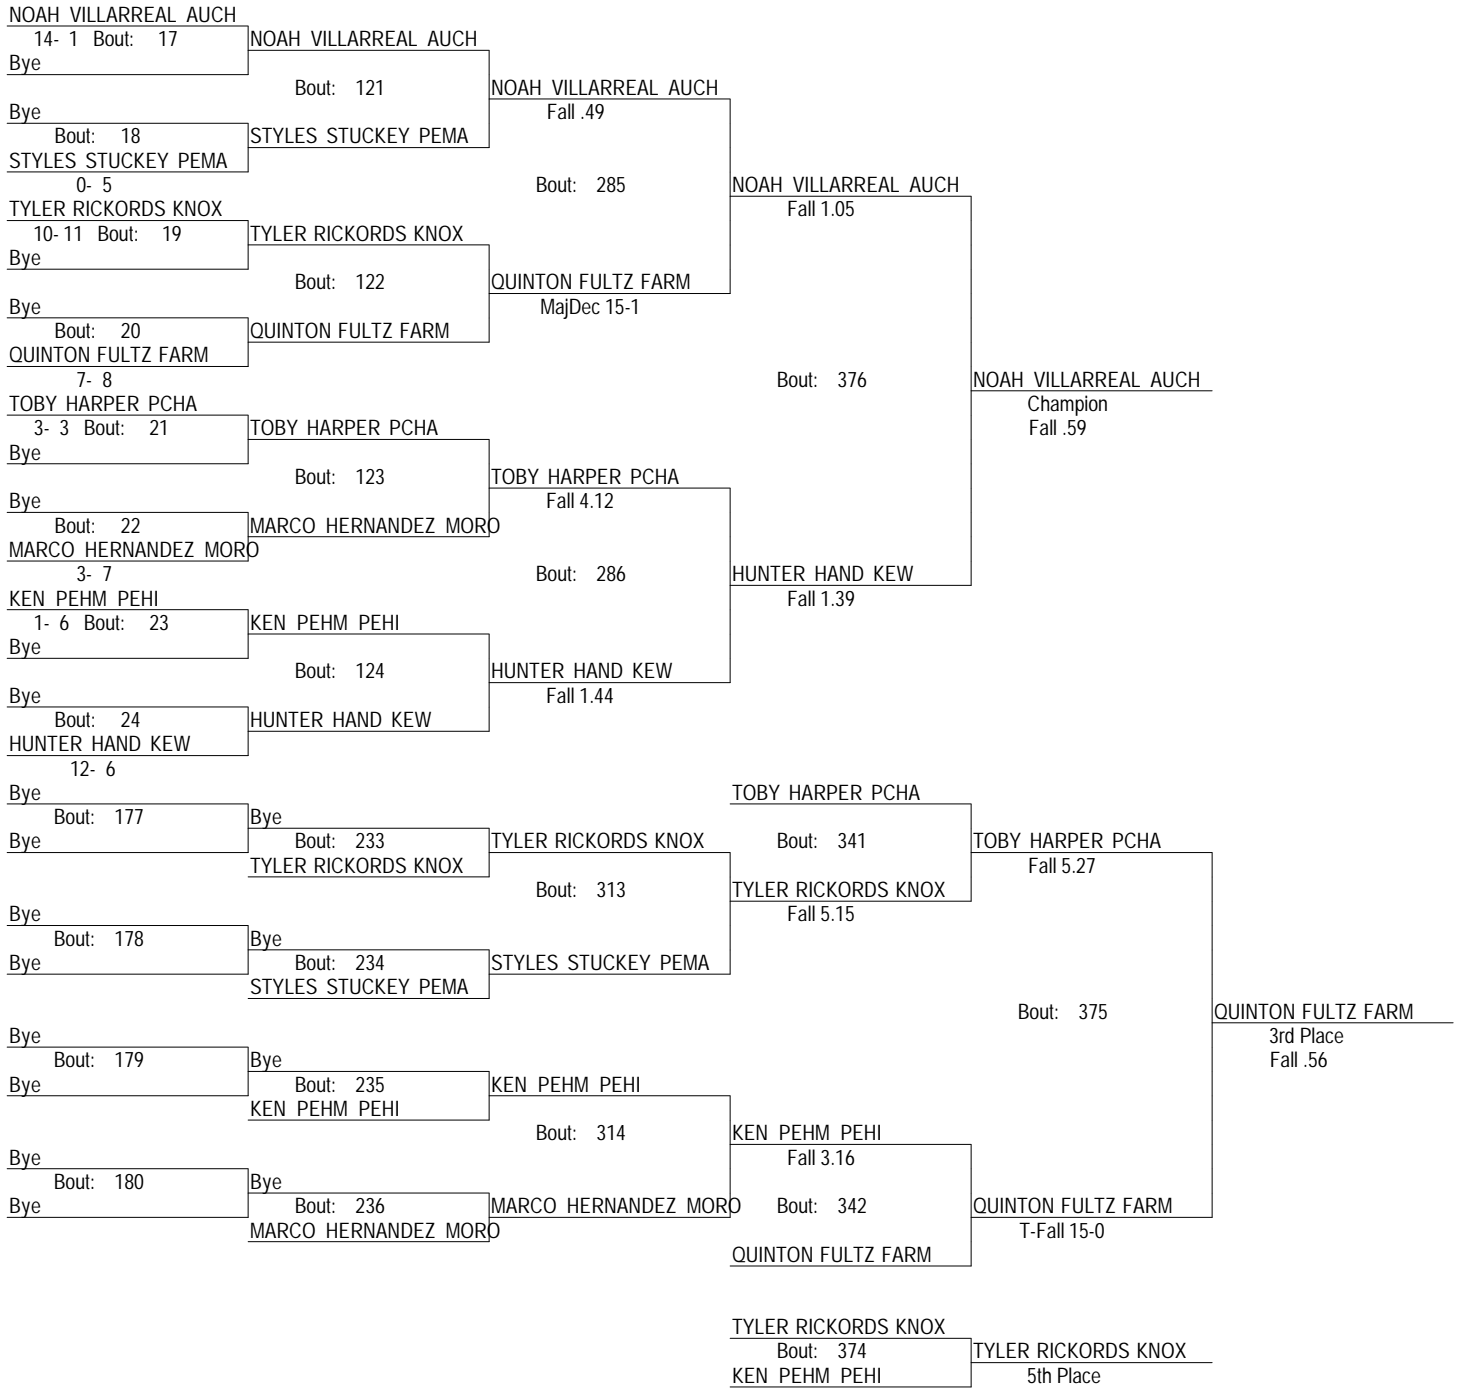 NOAH VILLARREAL AUCH
14- 1 Bout: 17
NOAH VILLARREAL AUCH
Bye
Bout: 121
NOAH VILLARREAL AUCH
Bye
Fall .49
Bout: 18
STYLES STUCKEY PEMA
STYLES STUCKEY PEMA
0- 5
Bout: 285
NOAH VILLARREAL AUCH
TYLER RICKORDS KNOX
Fall 1.05
10- 11 Bout: 19
TYLER RICKORDS KNOX
Bye
Bout: 122
QUINTON FULTZ FARM
Bye
MajDec 15-1
Bout: 20
QUINTON FULTZ FARM
QUINTON FULTZ FARM
7- 8
Bout: 376
NOAH VILLARREAL AUCH
TOBY HARPER PCHA
Champion
3- 3 Bout: 21
TOBY HARPER PCHA
Fall .59
Bye
Bout: 123
TOBY HARPER PCHA
Bye
Fall 4.12
Bout: 22
MARCO HERNANDEZ MORO
MARCO HERNANDEZ MORO
3- 7
Bout: 286
HUNTER HAND KEW
KEN PEHM PEHI
Fall 1.39
1- 6 Bout: 23
KEN PEHM PEHI
Bye
Bout: 124
HUNTER HAND KEW
Bye
Fall 1.44
Bout: 24
HUNTER HAND KEW
HUNTER HAND KEW
12- 6
Bye
TOBY HARPER PCHA
Bout: 177
Bye
Bye
Bout: 233
TYLER RICKORDS KNOX
Bout: 341
TOBY HARPER PCHA
TYLER RICKORDS KNOX
Fall 5.27
Bout: 313
TYLER RICKORDS KNOX
Bye
Fall 5.15
Bout: 178
Bye
Bye
Bout: 234
STYLES STUCKEY PEMA
STYLES STUCKEY PEMA
Bout: 375
QUINTON FULTZ FARM
Bye
3rd Place
Bout: 179
Bye
Fall .56
Bye
Bout: 235
KEN PEHM PEHI
KEN PEHM PEHI
Bout: 314
KEN PEHM PEHI
Bye
Fall 3.16
Bout: 180
Bye
Bye
Bout: 236
MARCO HERNANDEZ MORO
Bout: 342
QUINTON FULTZ FARM
MARCO HERNANDEZ MORO
T-Fall 15-0
QUINTON FULTZ FARM
TYLER RICKORDS KNOX
Bout: 374
TYLER RICKORDS KNOX
KEN PEHM PEHI
5th Place